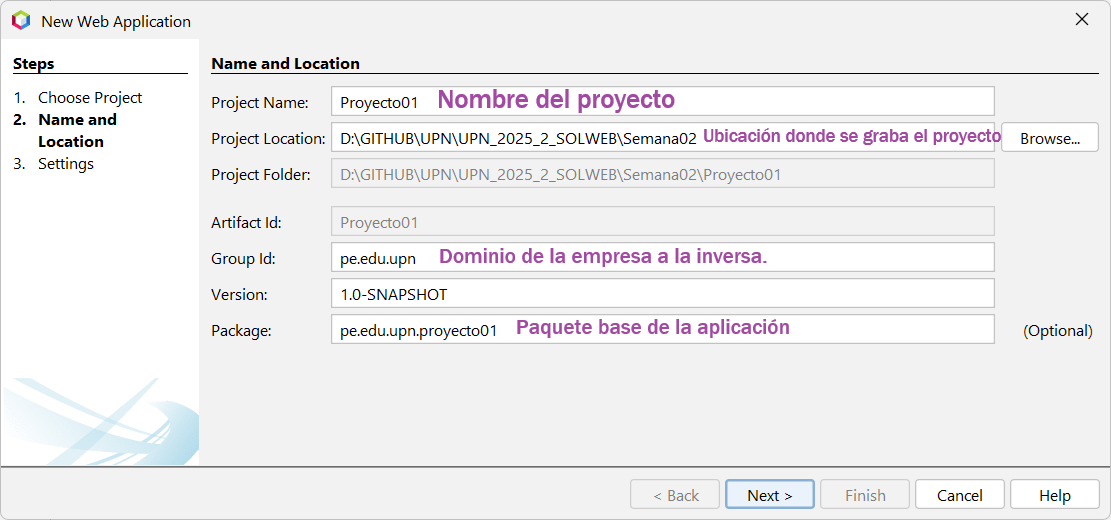 New Web Application
Steps
1. Choose Project
2. Name and
Location
3. Settings
Name and Location
Project Name: Proyecto01 Nombre del proyecto
Project Location: D:\GITHUB\UPN\UPN_2025_2_SOLWEB\Semana02 Ubicación donde se graba el proyecto Browse...
Project Folder: D:\GITHUB\UPN\UPN_2025_2_SOLWEB\Semana02\Proyecto01
Artifact Id: Proyecto01
Group Id: pe.edu.upn Dominio de la empresa a la inversa.
Version: 1.0-SNAPSHOT
Package: pe.edu.upn.proyecto01 Paquete base de la aplicación (Optional)
< Back Next > Finish Cancel Help